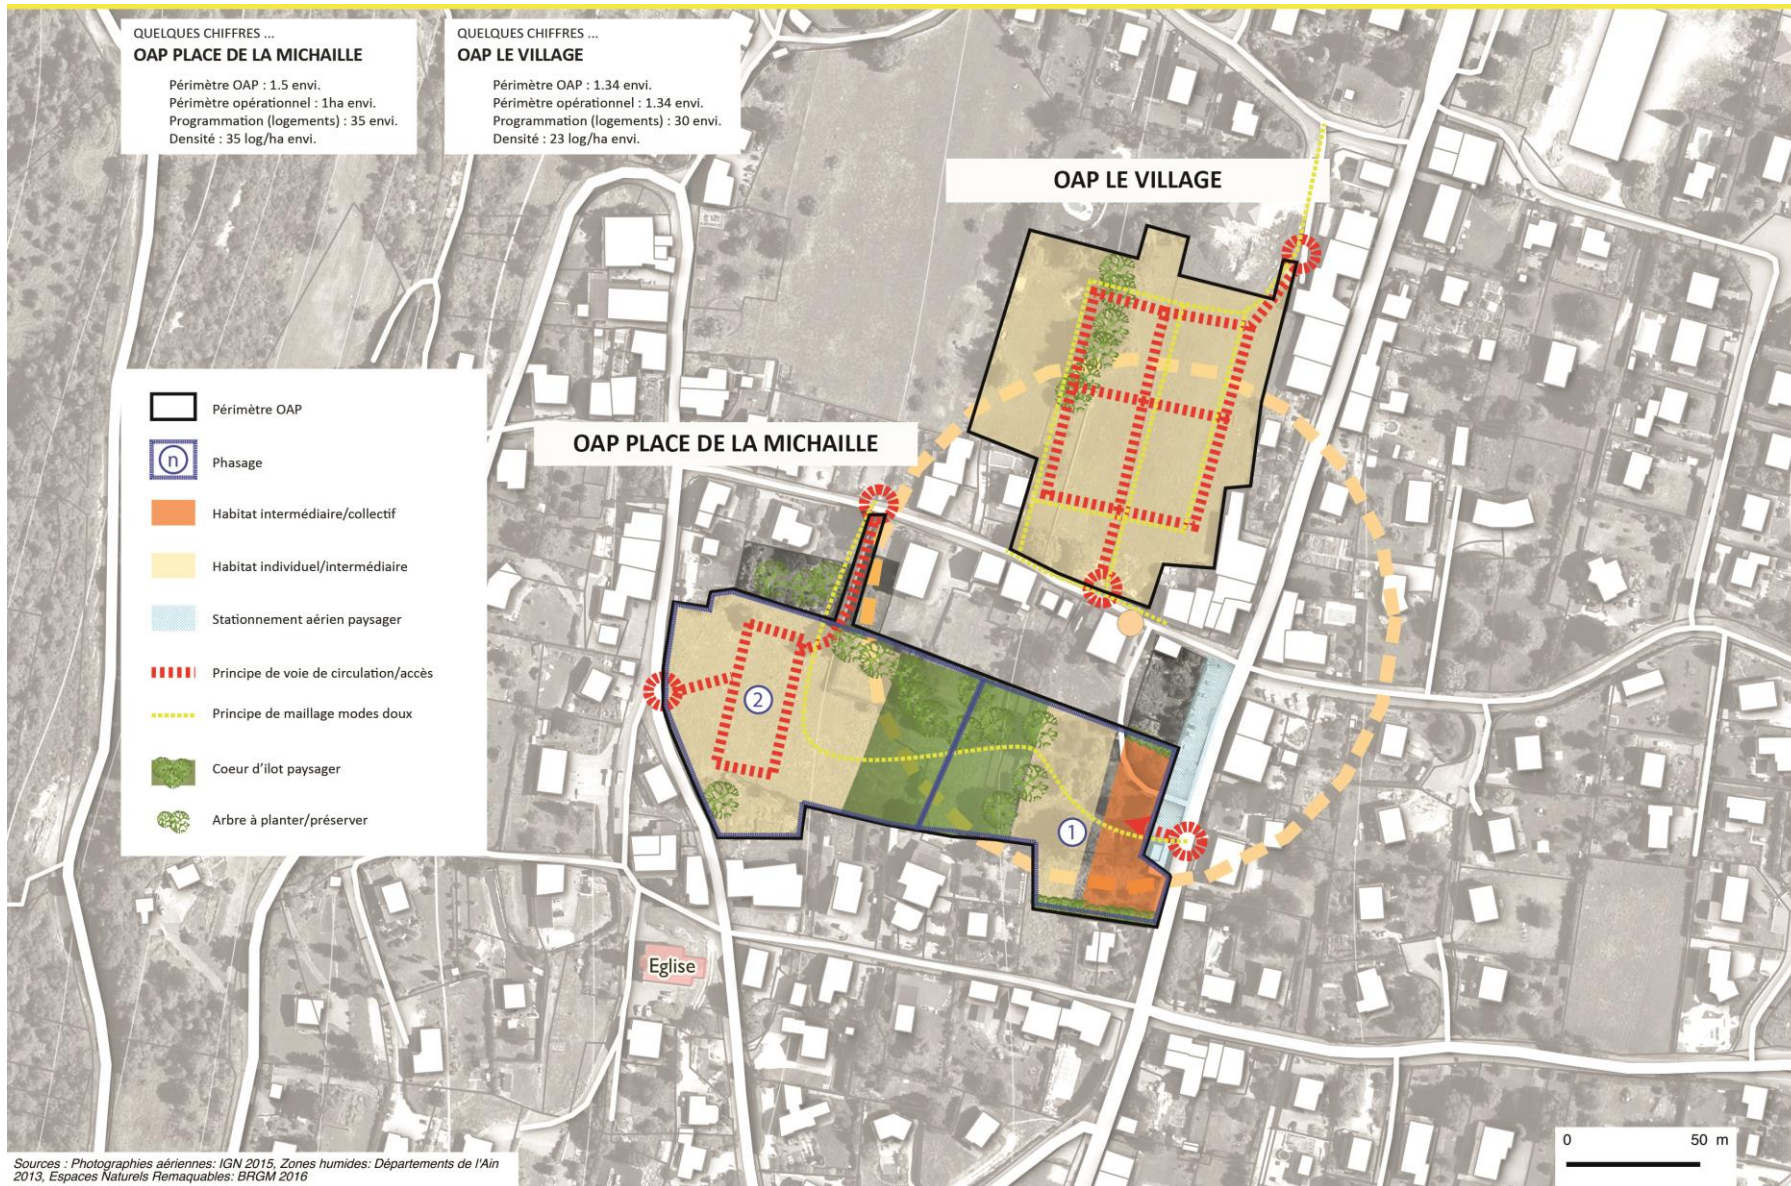 QUELQUES CHIFFRES ...
OAP PLACE DE LA MICHAILLE
Périmètre OAP : 1.5 envi.
Périmètre opérationnel : 1ha envi.
Programmation (logements) : 35 envi.
Densité : 35 log/ha envi.
QUELQUES CHIFFRES ...
OAP LE VILLAGE
Périmètre OAP : 1.34 envi.
Périmètre opérationnel : 1.34 envi.
Programmation (logements) : 30 envi.
Densité : 23 log/ha envi.
OAP LE VILLAGE
OAP PLACE DE LA MICHAILLE
Périmètre OAP
n Phasage
Habitat intermédiaire/collectif
Habitat individuel/intermédiaire
Stationnement aérien paysager
Principe de voie de circulation/accès
Principe de maillage modes doux
Coeur d'ilot paysager
Arbre à planter/préserver
2
1
Eglise
0 50 m
Sources : Photographies aériennes: IGN 2015, Zones humides: Départements de l'Ain
2013, Espaces Naturels Remaquables: BRGM 2016